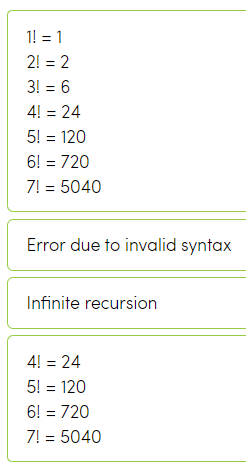 1! = 1
2! = 2
3! = 6
4! = 24
5! = 120
6! = 720
7! = 5040
Error due to invalid syntax
Infinite recursion
4! = 24
5! = 120
6! = 720
7! = 5040